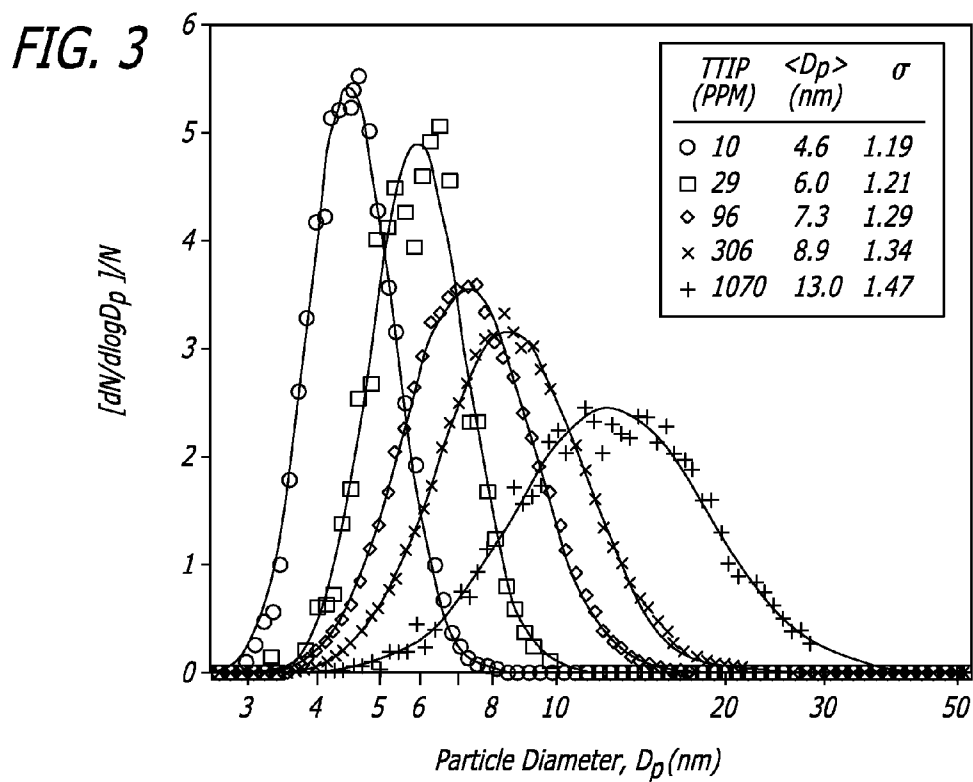 FIG. 3
TTIP <Dp> σ
(PPM) (nm)
10 4.6 1.19
29 6.0 1.21
96 7.3 1.29
306 8.9 1.34
1070 13.0 1.47
6
5
4
3
2
1
0
[dN/dlogDp]/N
3 4 5 6 8 10 20 30 50
Particle Diameter, Dp (nm)